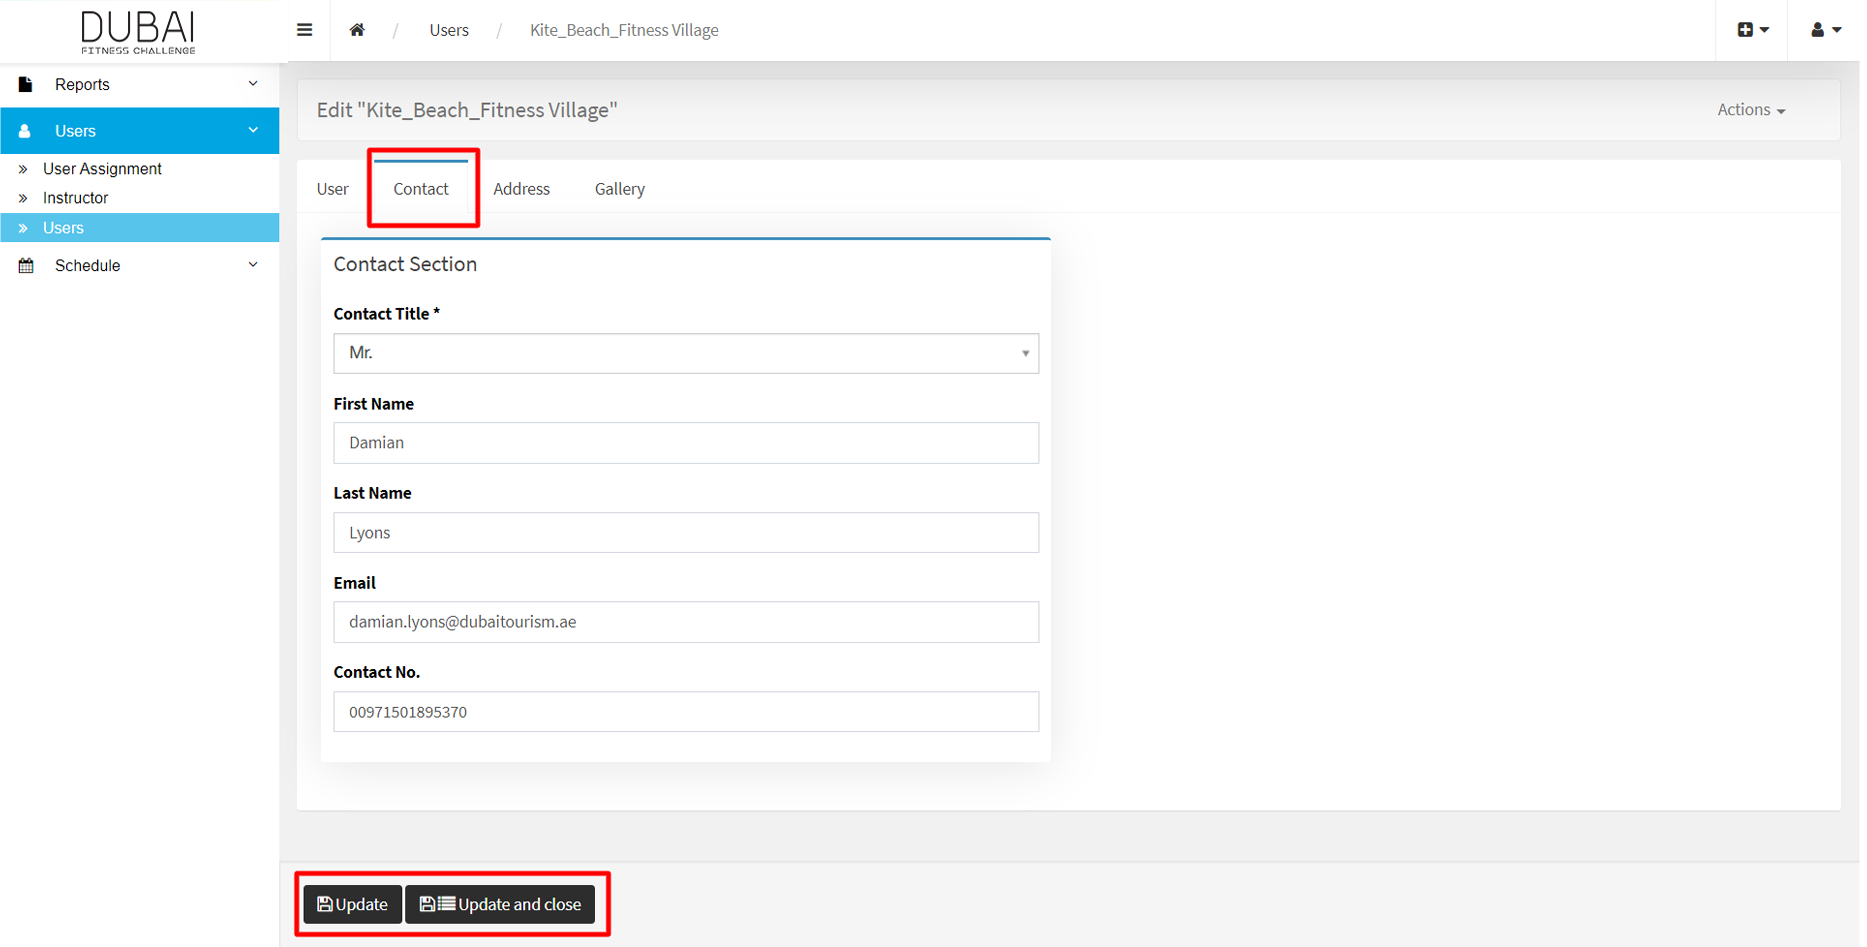 DUBAI
FITNESS CHALLENGE
/ Users / Kite_Beach_Fitness Village
Reports
Users
» User Assignment
» Instructor
» Users
Schedule
Edit "Kite_Beach_Fitness Village"
Actions
User Contact Address Gallery
Contact Section
Contact Title *
Mr.
First Name
Damian
Last Name
Lyons
Email
damian.lyons@dubaitourism.ae
Contact No.
00971501895370
Update Update and close